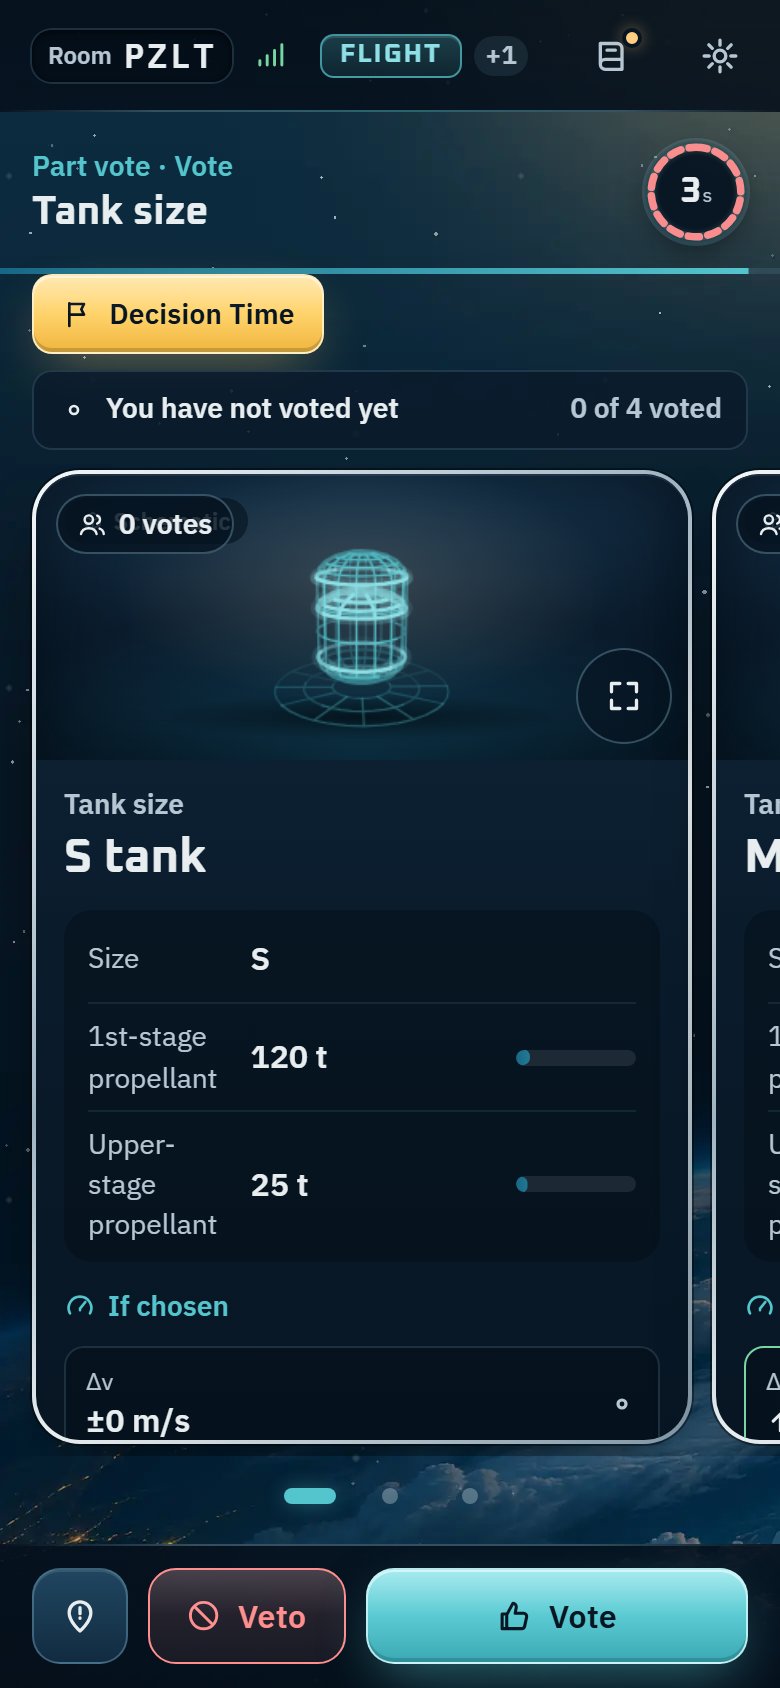 Room PZLT
FLIGHT
+1
Part vote · Vote
Tank size
3s
Decision Time
You have not voted yet
0 of 4 voted
0 votes
Schematic
Tank size
S tank
Size
S
1st-stage
propellant
120 t
Upper-
stage
propellant
25 t
If chosen
Δv
±0 m/s
Veto
Vote